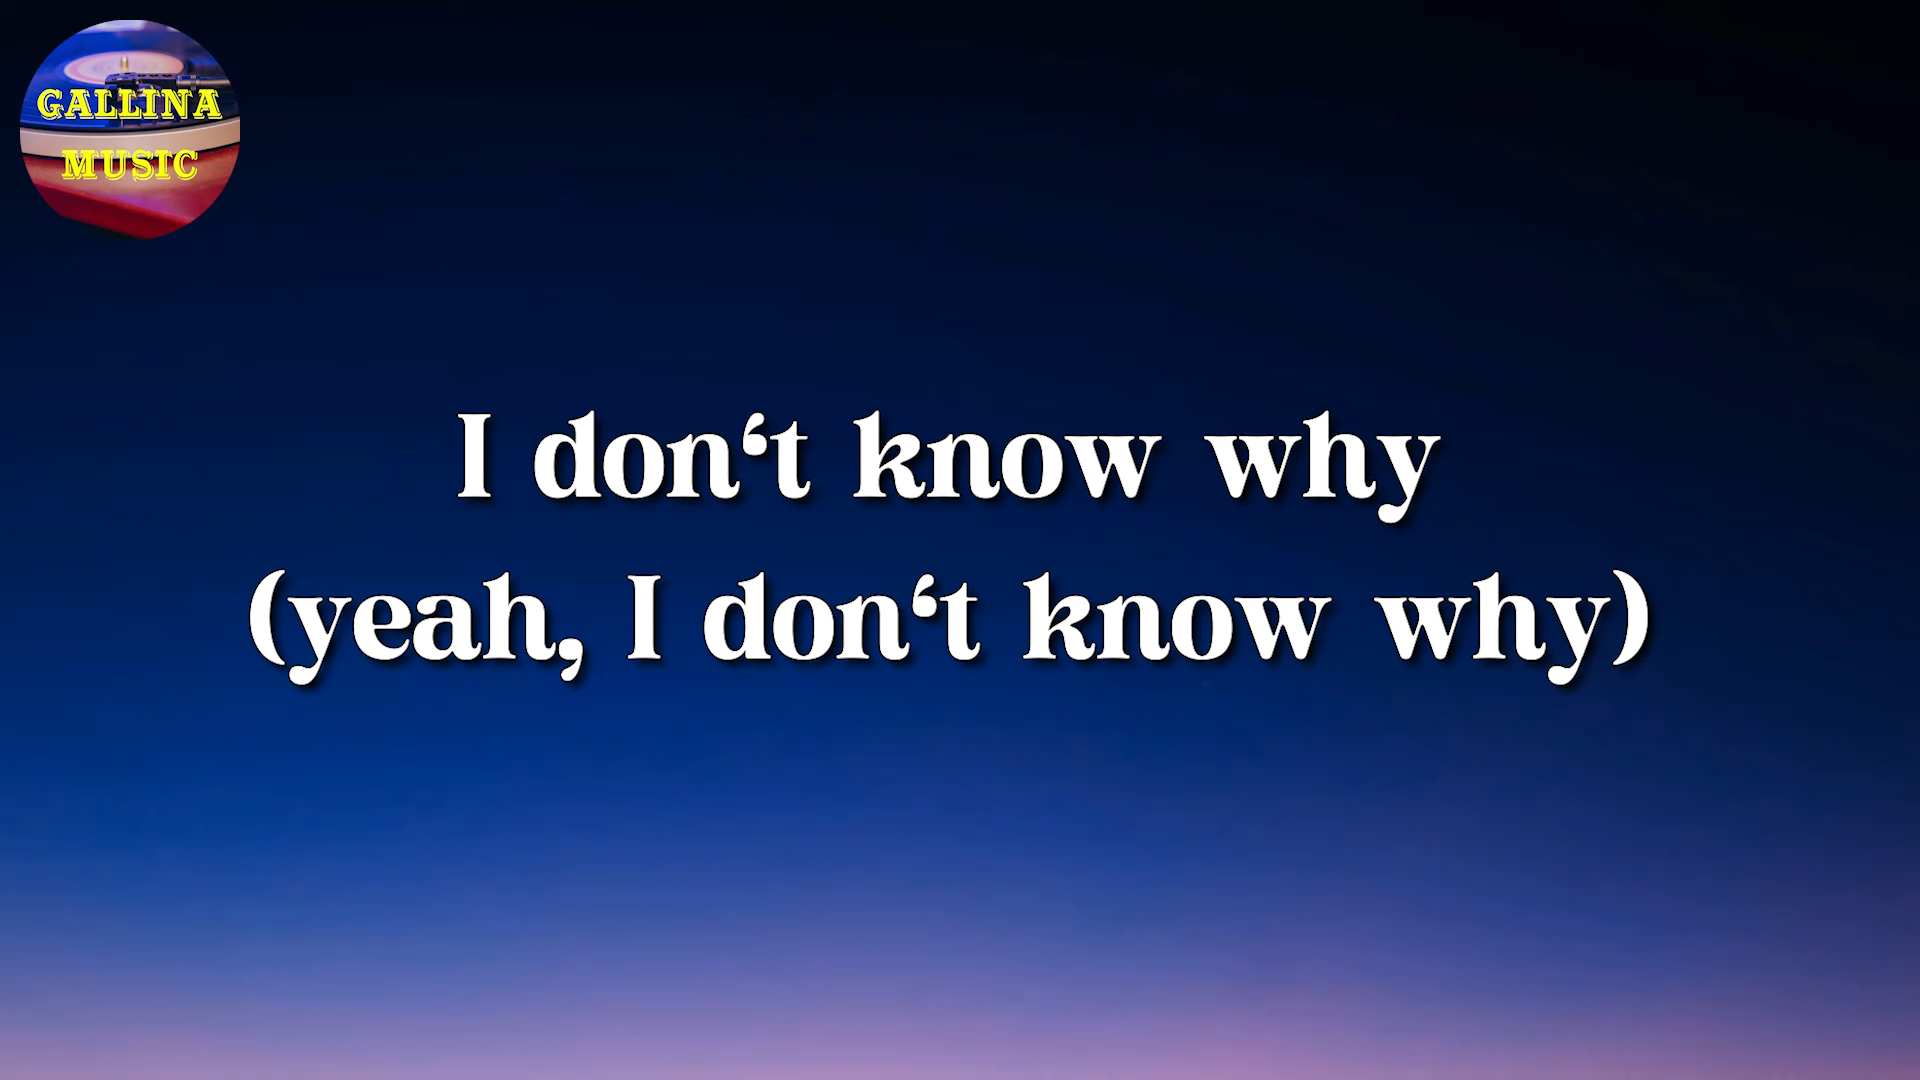 GALLINA
MUSIC
I don‘t know why
(yeah, I don‘t know why)